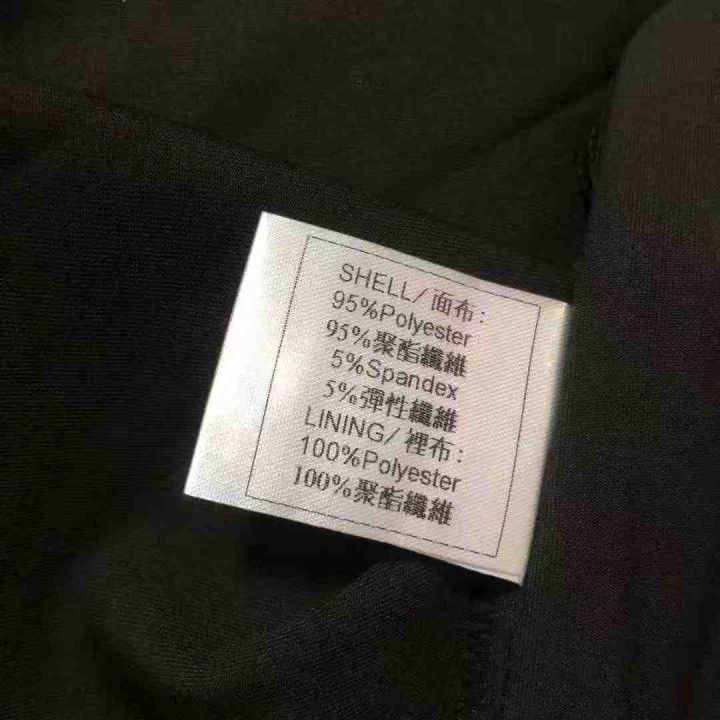 SHELL/面布:
95%Polyester
95%聚酯纖維
5%Spandex
5%彈性纖維
LINING/裡布:
100%Polyester
100%聚酯纖維